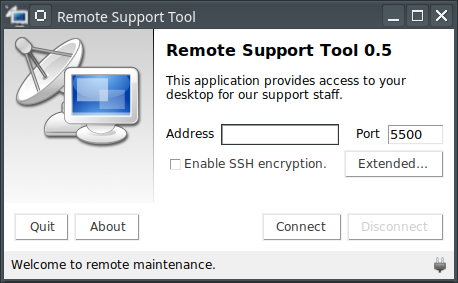 Remote Support Tool
Remote Support Tool 0.5
This application provides access to your
desktop for our support staff.
Address Port 5500
Enable SSH encryption. Extended...
Quit About Connect Disconnect
Welcome to remote maintenance.